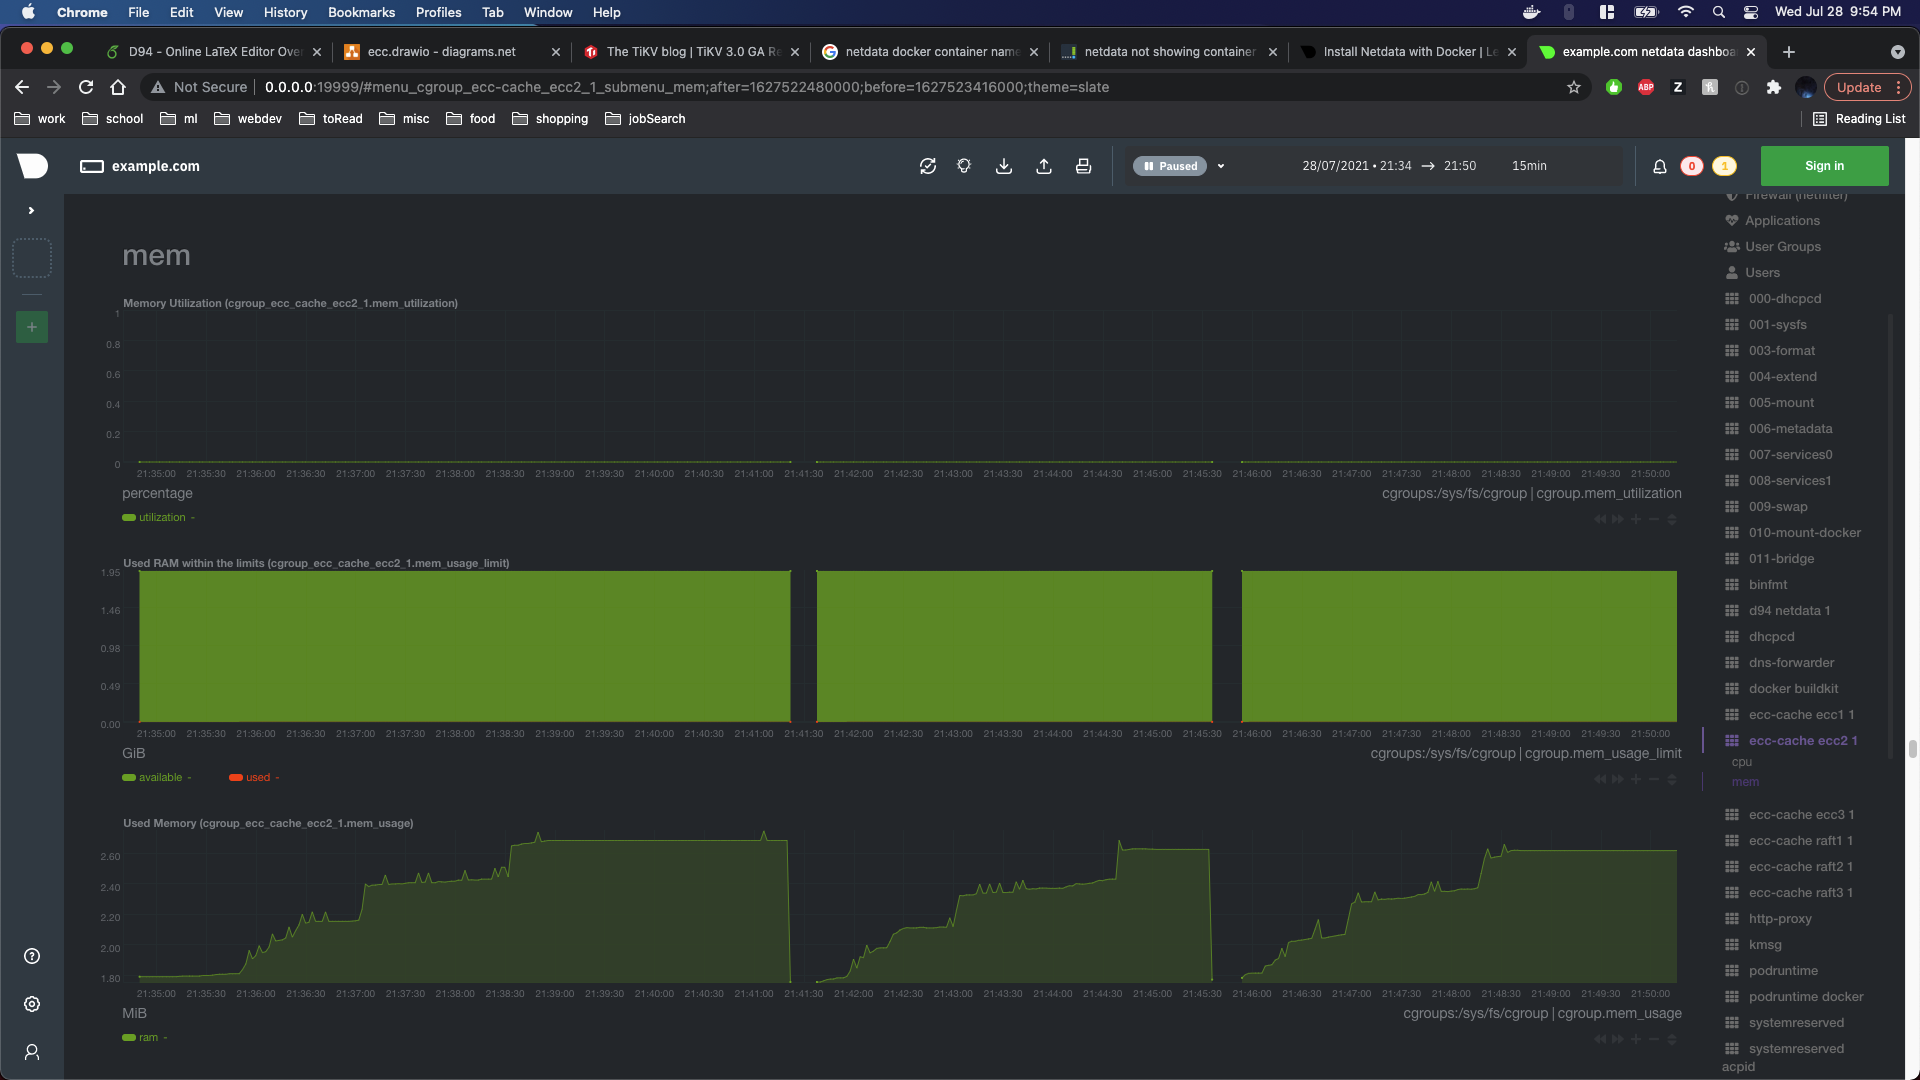 Chrome File Edit View History Bookmarks Profiles Tab Window Help Wed Jul 28 9:54 PM
D94 - Online LaTeX Editor Over
ecc.drawio - diagrams.net
The TiKV blog | TiKV 3.0 GA Re
netdata docker container name
netdata not showing container
Install Netdata with Docker | Le
example.com netdata dashboa
Not Secure 0.0.0.0:19999/#menu_cgroup_ecc-cache_ecc2_1_submenu_mem;after=1627522480000;before=1627523416000;theme=slate ABP Z Update
work school ml webdev toRead misc food shopping jobSearch Reading List
example.com Paused 28/07/2021 • 21:34 → 21:50 15min 0 1 Sign in
mem
Memory Utilization (cgroup_ecc_cache_ecc2_1.mem_utilization)
1
0.8
0.6
0.4
0.2
0
21:35:00 21:35:30 21:36:00 21:36:30 21:37:00 21:37:30 21:38:00 21:38:30 21:39:00 21:39:30 21:40:00 21:40:30 21:41:00 21:41:30 21:42:00 21:42:30 21:43:00 21:43:30 21:44:00 21:44:30 21:45:00 21:45:30 21:46:00 21:46:30 21:47:00 21:47:30 21:48:00 21:48:30 21:49:00 21:49:30 21:50:00
percentage cgroups:/sys/fs/cgroup | cgroup.mem_utilization
utilization -
Used RAM within the limits (cgroup_ecc_cache_ecc2_1.mem_usage_limit)
1.95
1.46
0.98
0.49
0.00
21:35:00 21:35:30 21:36:00 21:36:30 21:37:00 21:37:30 21:38:00 21:38:30 21:39:00 21:39:30 21:40:00 21:40:30 21:41:00 21:41:30 21:42:00 21:42:30 21:43:00 21:43:30 21:44:00 21:44:30 21:45:00 21:45:30 21:46:00 21:46:30 21:47:00 21:47:30 21:48:00 21:48:30 21:49:00 21:49:30 21:50:00
GiB cgroups:/sys/fs/cgroup | cgroup.mem_usage_limit
available - used -
Used Memory (cgroup_ecc_cache_ecc2_1.mem_usage)
2.60
2.40
2.20
2.00
1.80
21:35:00 21:35:30 21:36:00 21:36:30 21:37:00 21:37:30 21:38:00 21:38:30 21:39:00 21:39:30 21:40:00 21:40:30 21:41:00 21:41:30 21:42:00 21:42:30 21:43:00 21:43:30 21:44:00 21:44:30 21:45:00 21:45:30 21:46:00 21:46:30 21:47:00 21:47:30 21:48:00 21:48:30 21:49:00 21:49:30 21:50:00
MiB cgroups:/sys/fs/cgroup | cgroup.mem_usage
ram -
Firewall (netfilter)
Applications
User Groups
Users
000-dhcpcd
001-sysfs
003-format
004-extend
005-mount
006-metadata
007-services0
008-services1
009-swap
010-mount-docker
011-bridge
binfmt
d94 netdata 1
dhcpcd
dns-forwarder
docker buildkit
ecc-cache ecc1 1
ecc-cache ecc2 1
cpu
mem
ecc-cache ecc3 1
ecc-cache raft1 1
ecc-cache raft2 1
ecc-cache raft3 1
http-proxy
kmsg
podruntime
podruntime docker
systemreserved
systemreserved
acpid